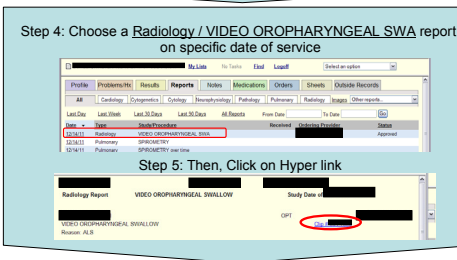 Step 4: Choose a Radiology / VIDEO OROPHARYNGEAL SWA report
on specific date of service
My Lists No Tasks Find Logoff Select an option
Profile Problems/Hx Results Reports Notes Medications Orders Sheets Outside Records
All Cardiology Cytogenetics Cytology Neurophysiology Pathology Pulmonary Radiology Images Other reports...
Last Day Last Week Last 30 Days Last 90 Days All Reports From Date To Date Go
Date Type Study/Procedure Received Ordering Provider Status
12/14/11 Radiology VIDEO OROPHARYNGEAL SWA Approved
12/14/11 Pulmonary SPIROMETRY
12/14/11 Pulmonary SPIROMETRY
Step 5: Then, Click on Hyper link
Radiology Report VIDEO OROPHARYNGEAL SWALLOW Study Date of
OPT
VIDEO OROPHARYNGEAL SWALLOW
Reason: ALS